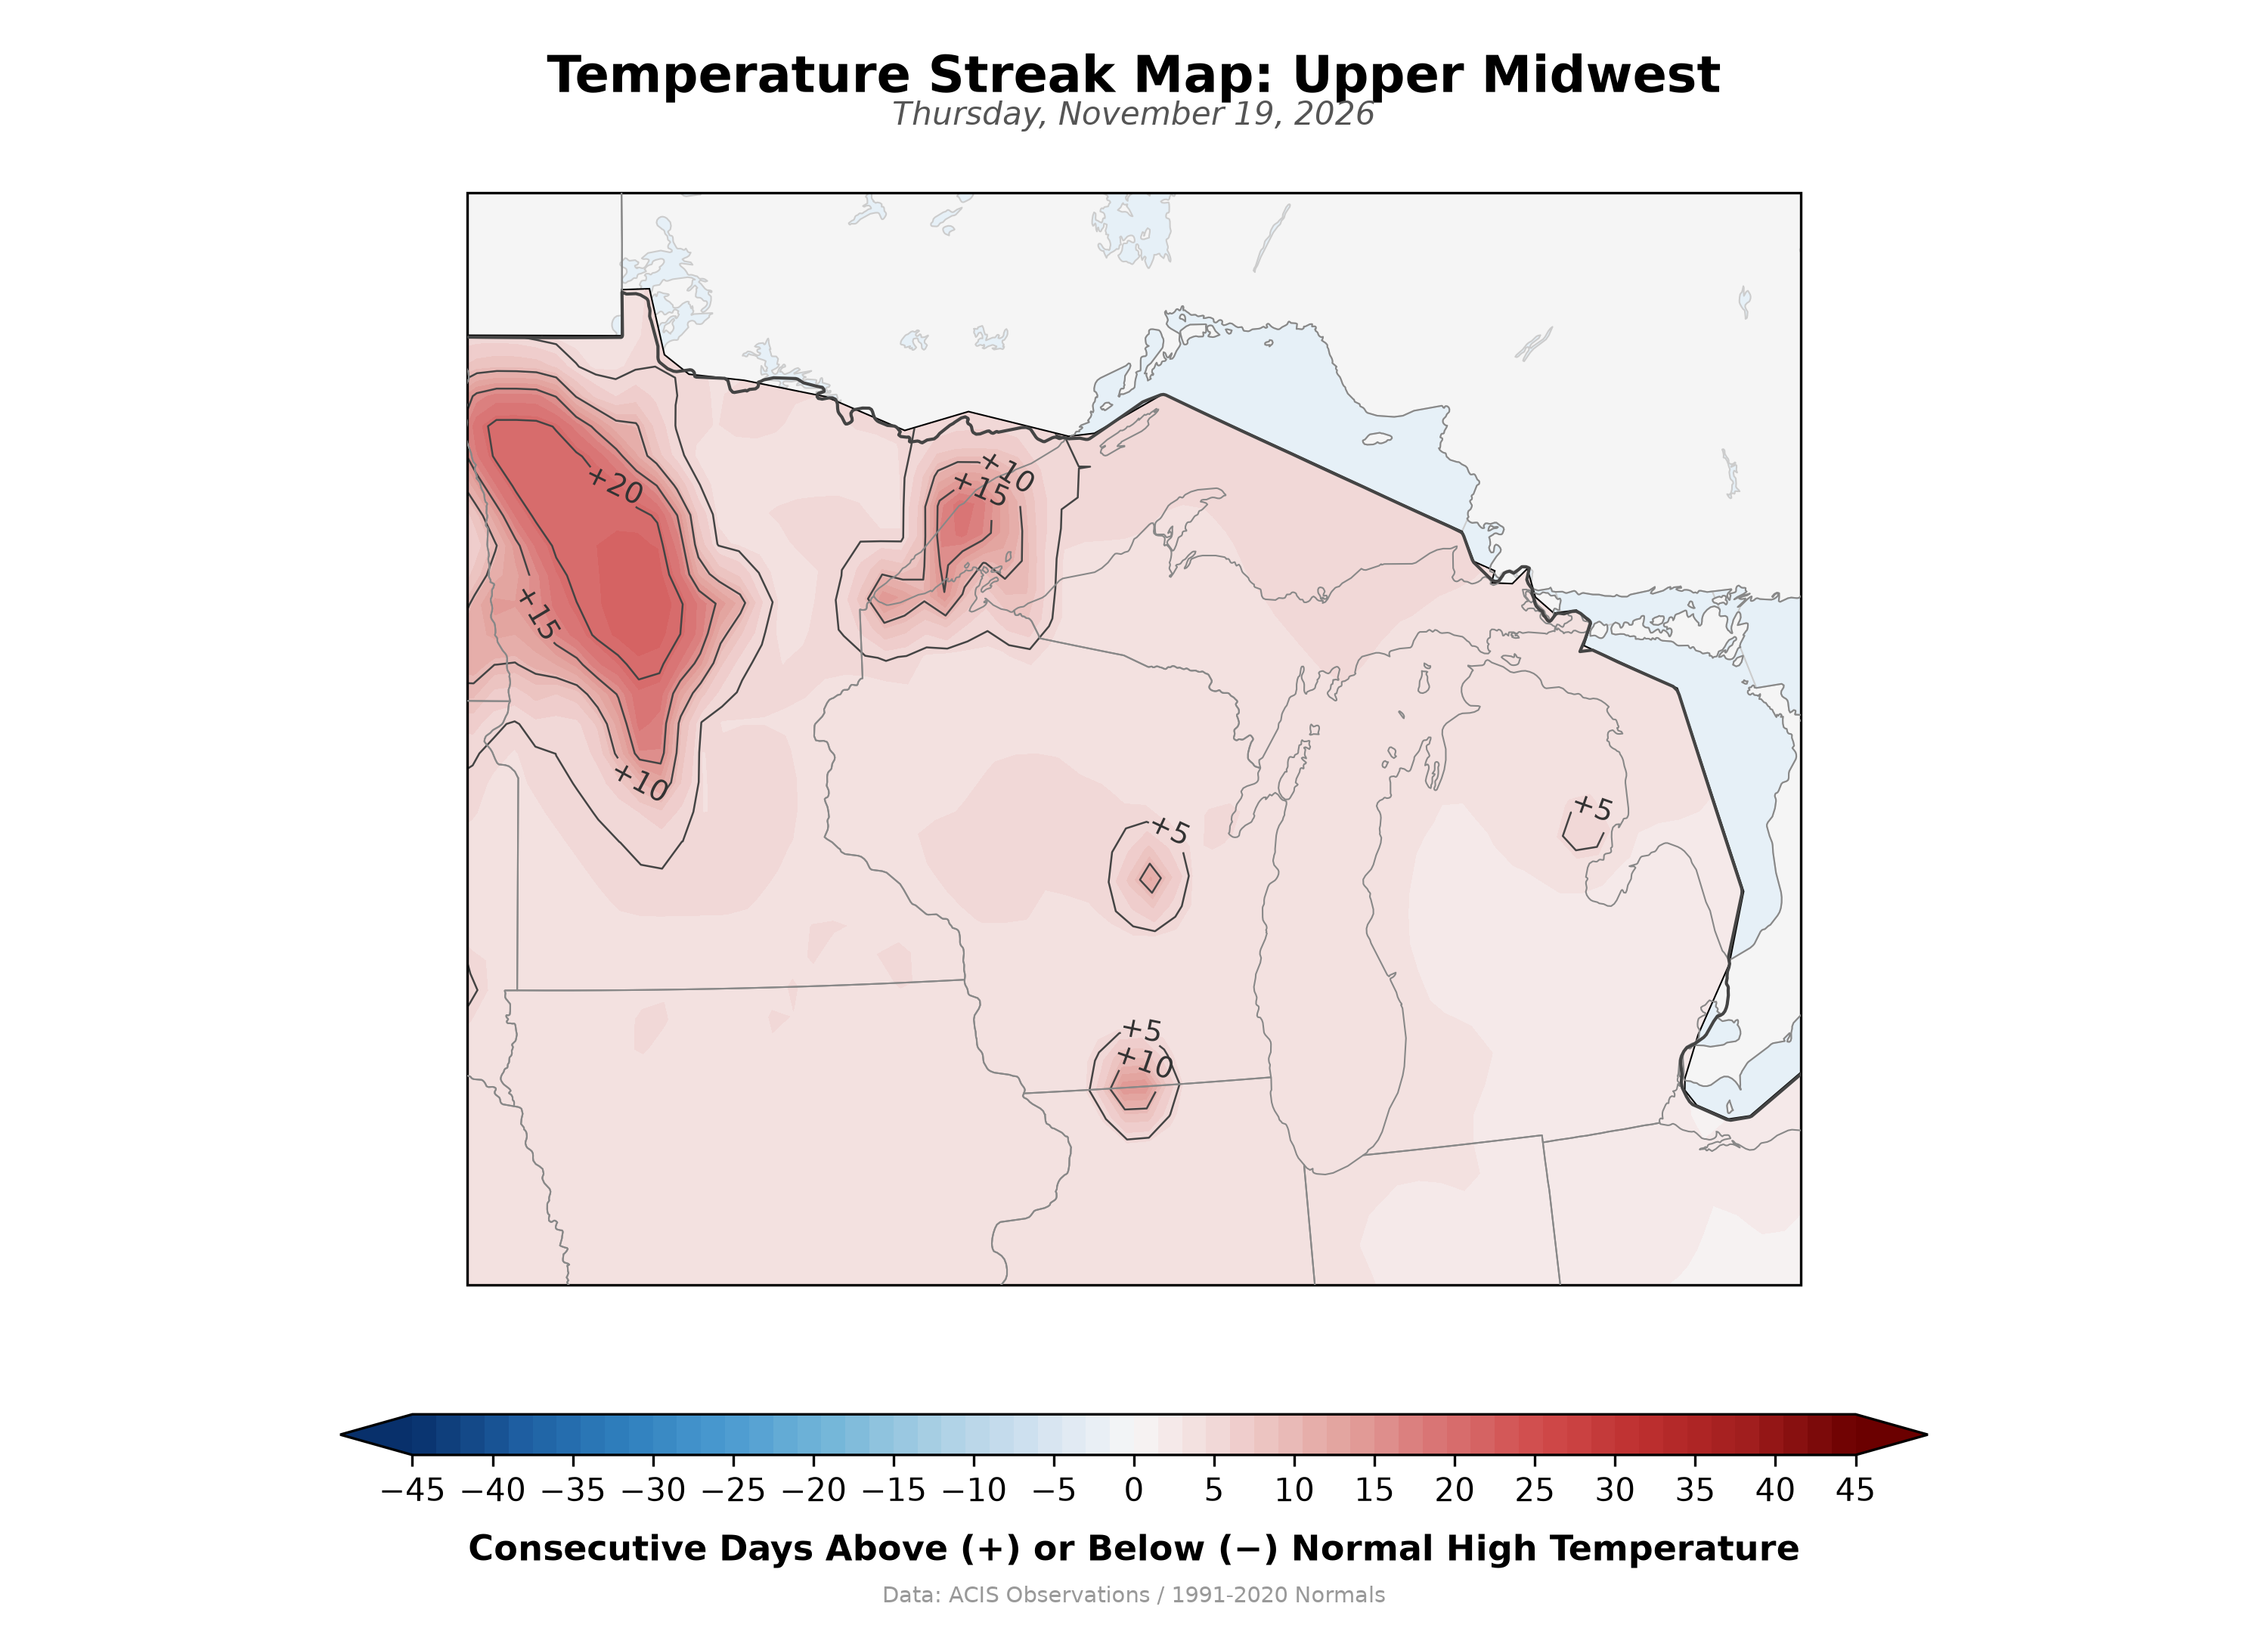 Temperature Streak Map: Upper Midwest
Thursday, November 19, 2026
+10
+15
+20
+15
+10
+5
+5
+5
+10
−45 −40 −35 −30 −25 −20 −15 −10 −5 0 5 10 15 20 25 30 35 40 45
Consecutive Days Above (+) or Below (−) Normal High Temperature
Data: ACIS Observations / 1991-2020 Normals